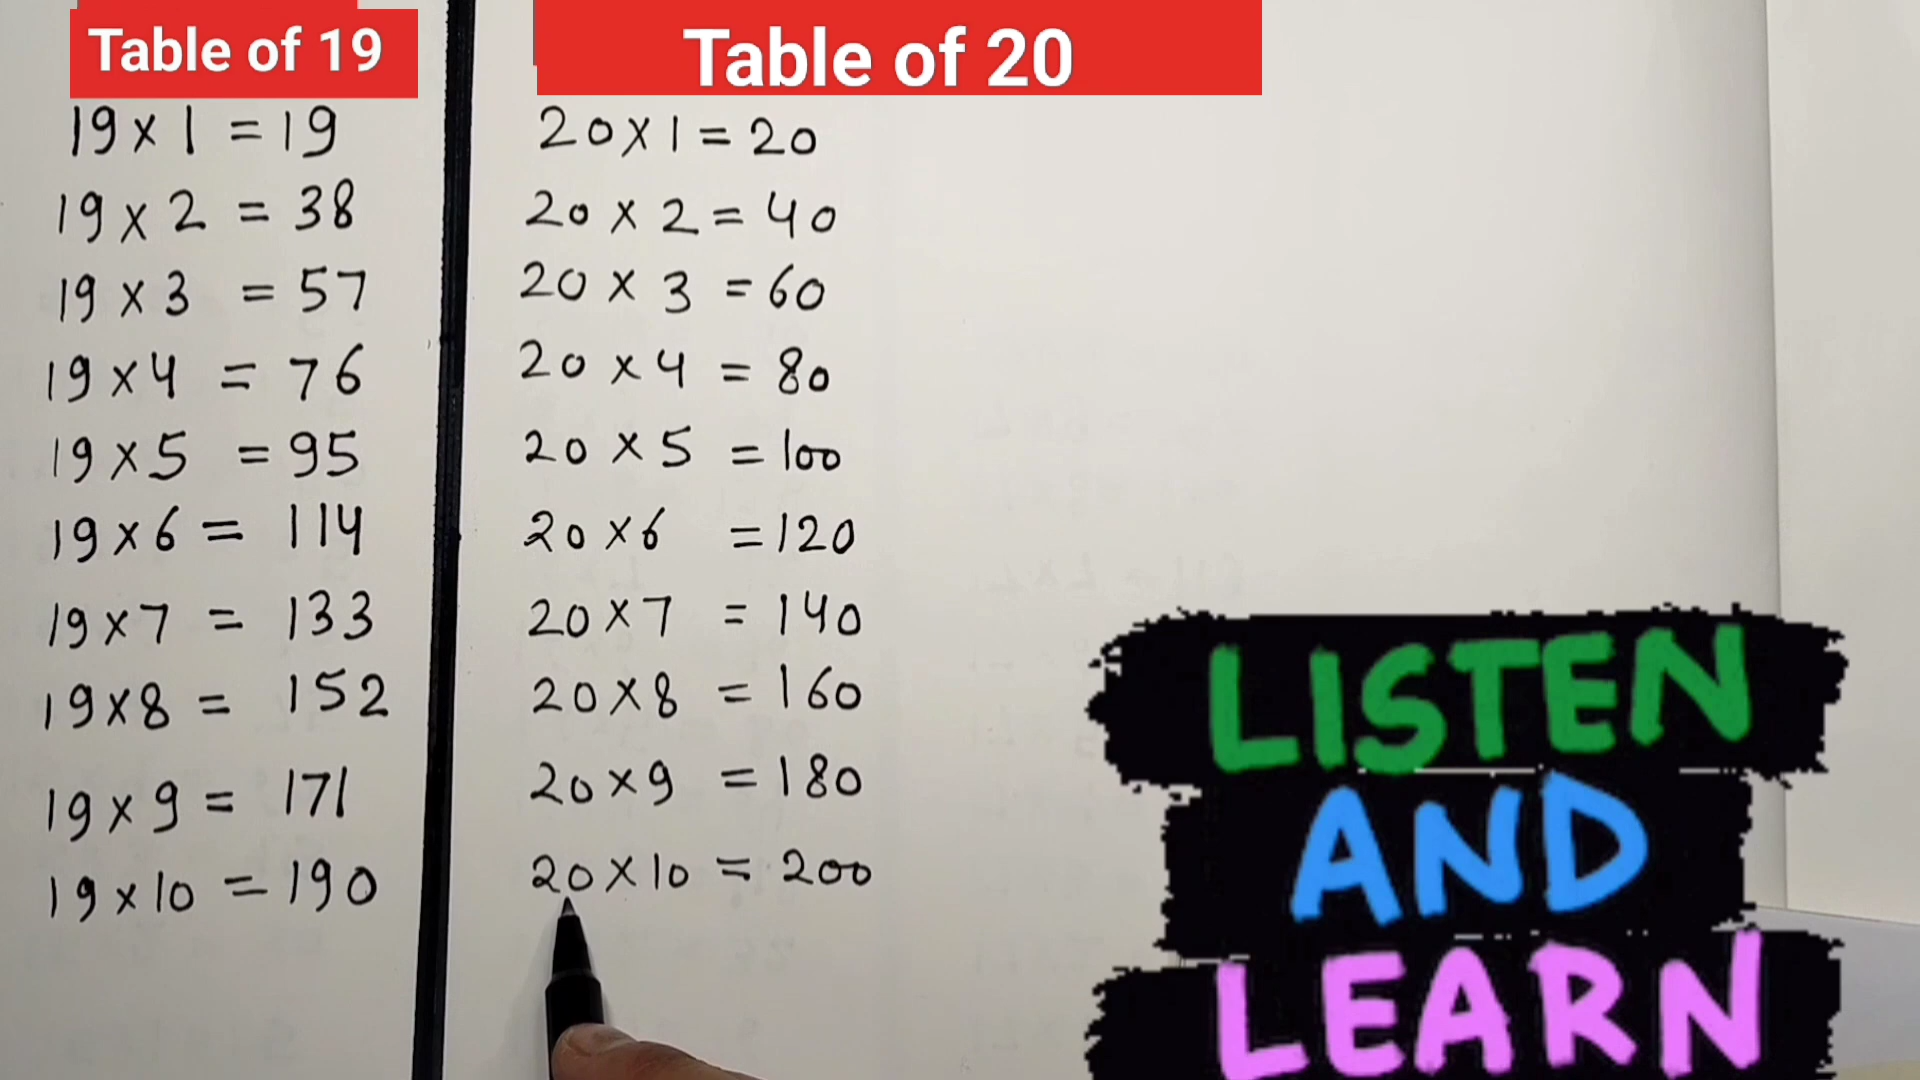 Table of 19
19 x 1 = 19
19 x 2 = 38
19 x 3 = 57
19 x 4 = 76
19 x 5 = 95
19 x 6 = 114
19 x 7 = 133
19 x 8 = 152
19 x 9 = 171
19 x 10 = 190
Table of 20
20 x 1 = 20
20 x 2 = 40
20 x 3 = 60
20 x 4 = 80
20 x 5 = 100
20 x 6 = 120
20 x 7 = 140
20 x 8 = 160
20 x 9 = 180
20 x 10 = 200
LISTEN
AND
LEARN